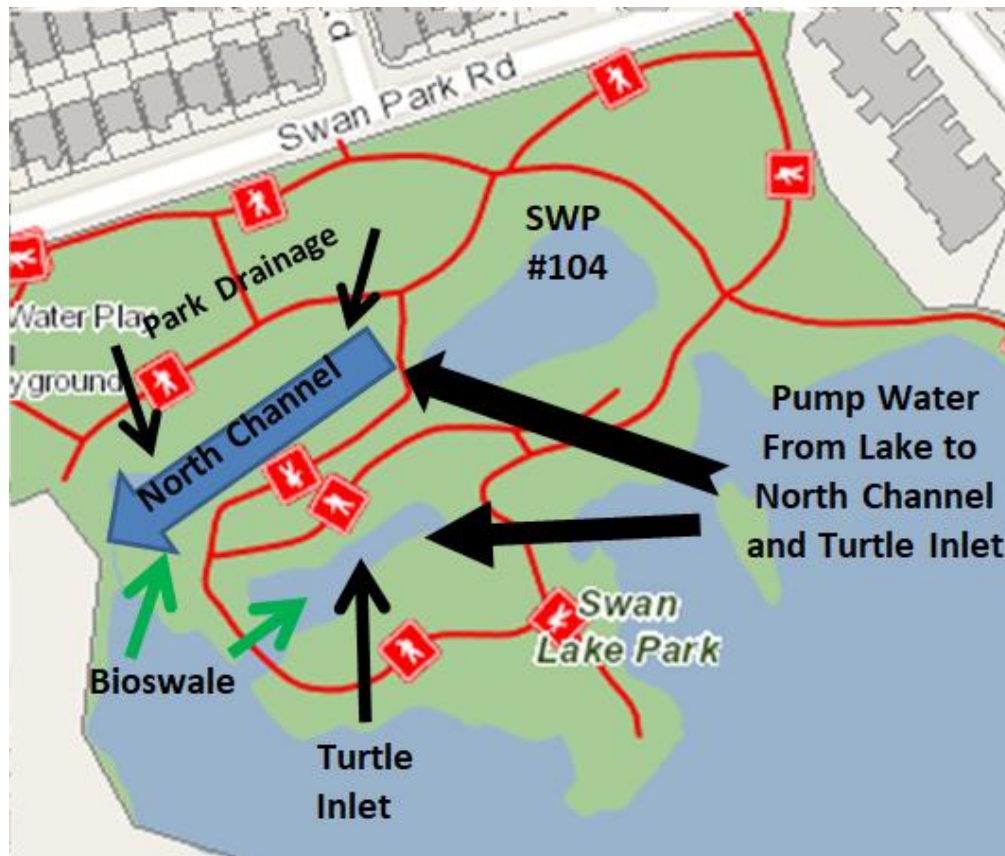 Swan Park Rd
SWP
#104
Park Drainage
Water Play
yground
North Channel
Pump Water
From Lake to
North Channel
and Turtle Inlet
Swan
Lake Park
Bioswale
Turtle
Inlet